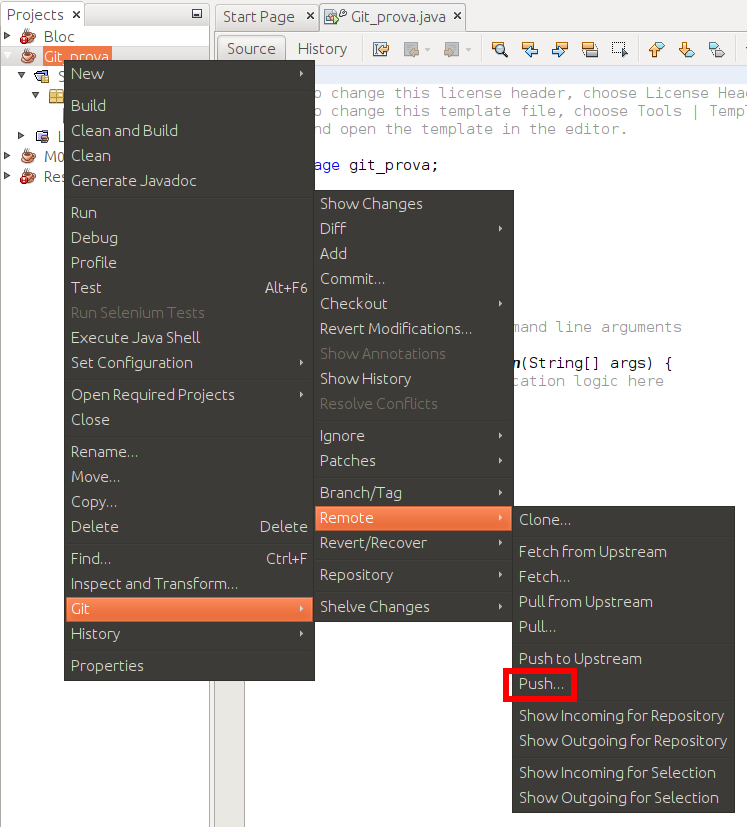 Projects
Start Page
Git_prova.java
Source
History
Bloc
Git_prova
S
L
M0
Res
New
Build
Clean and Build
Clean
Generate Javadoc
Run
Debug
Profile
Test Alt+F6
Run Selenium Tests
Execute Java Shell
Set Configuration
Open Required Projects
Close
Rename...
Move...
Copy...
Delete Delete
Find... Ctrl+F
Inspect and Transform...
Git
History
Properties
o change this license header, choose License Hea
o change this template file, choose Tools | Templ
nd open the template in the editor.
age git_prova;
mand line arguments
n(String[] args) {
cation logic here
Show Changes
Diff
Add
Commit...
Checkout
Revert Modifications...
Show Annotations
Show History
Resolve Conflicts
Ignore
Patches
Branch/Tag
Remote
Revert/Recover
Repository
Shelve Changes
Clone...
Fetch from Upstream
Fetch...
Pull from Upstream
Pull...
Push to Upstream
Push...
Show Incoming for Repository
Show Outgoing for Repository
Show Incoming for Selection
Show Outgoing for Selection